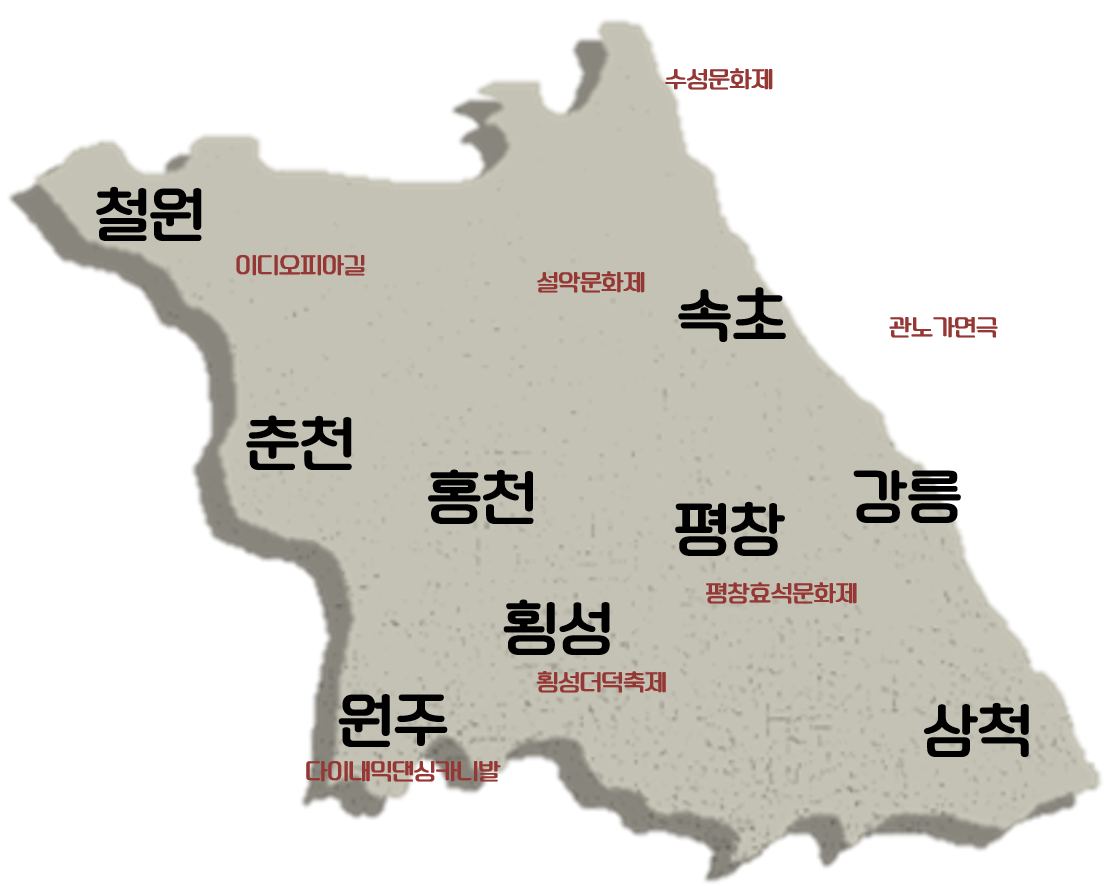 수성문화제
철원
이디오피아길
설악문화제
속초
관노가연극
춘천
홍천
강릉
평창
평창효석문화제
횡성
횡성더덕축제
원주
삼척
다이내믹댄싱카니발